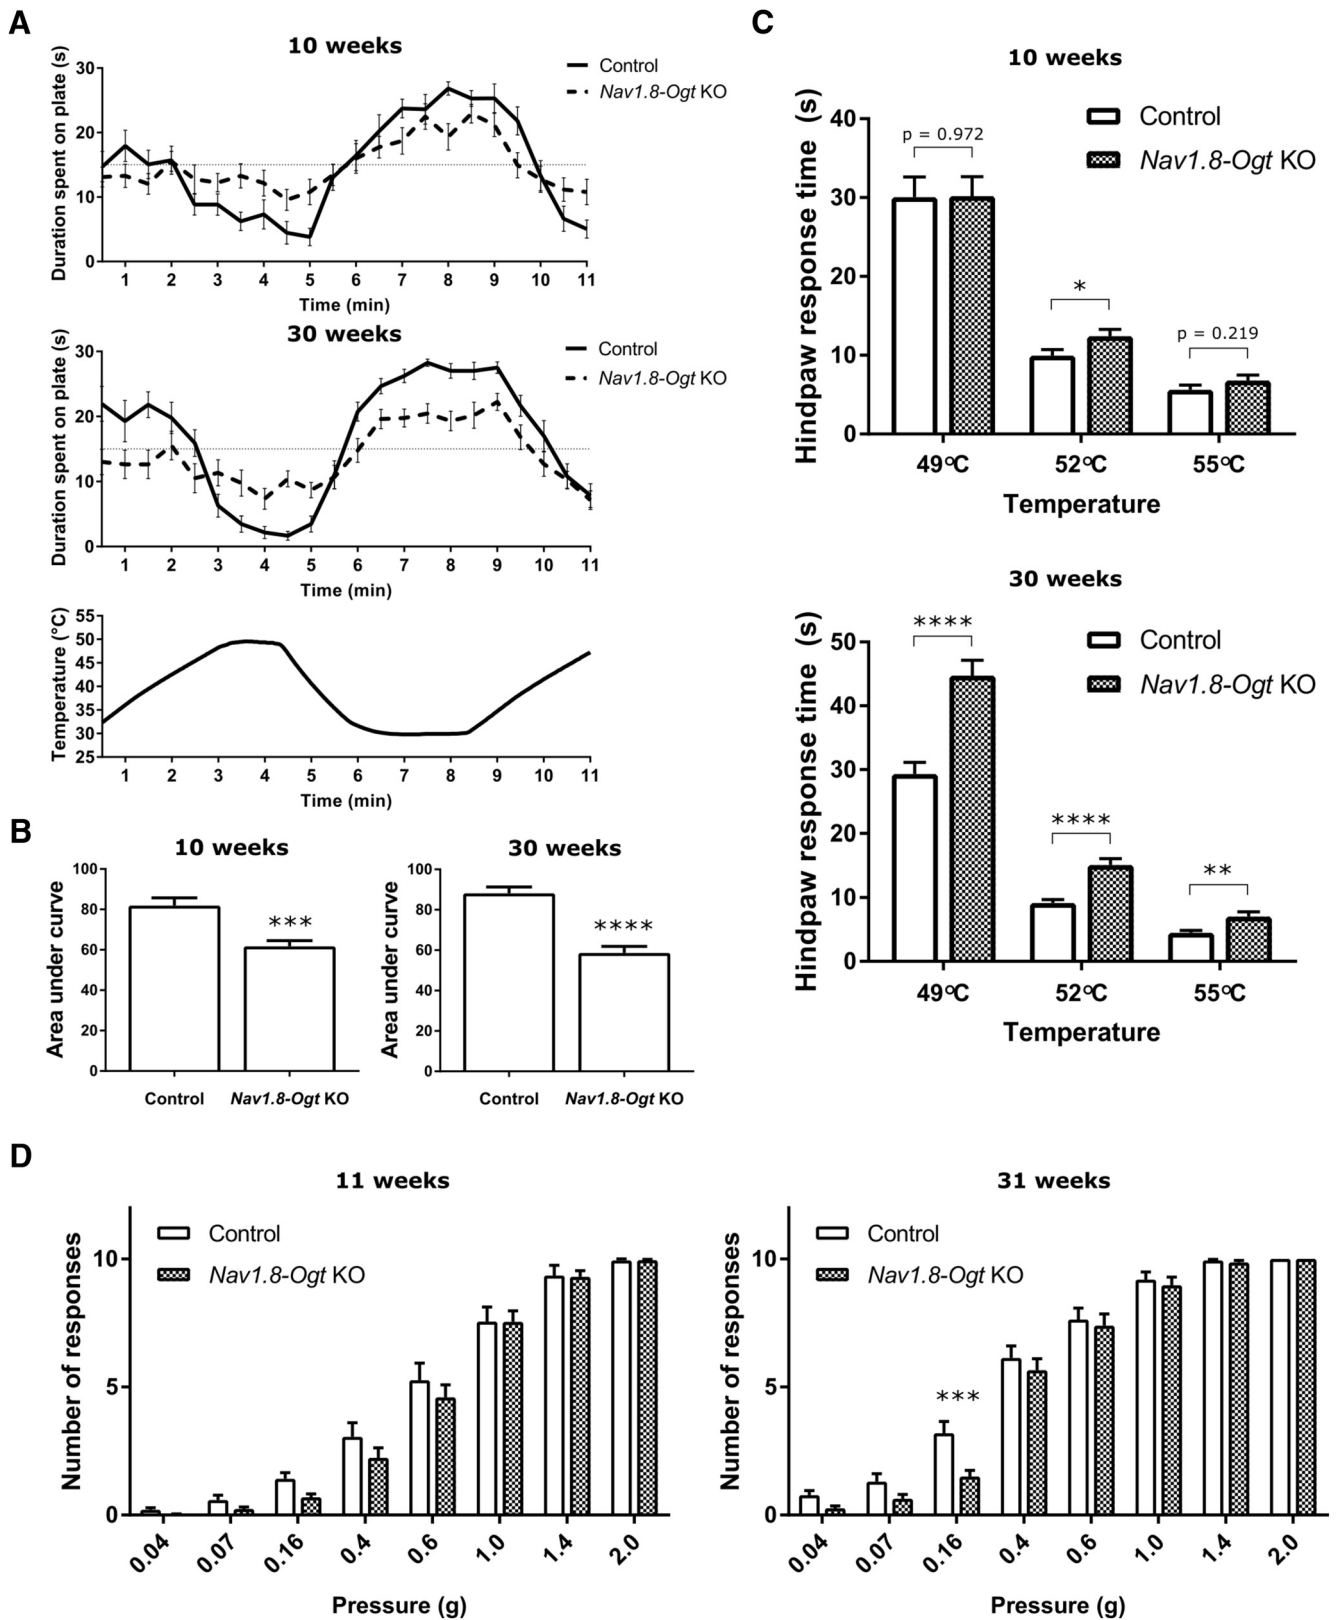 A
10 weeks
Duration spent on plate (s)
30
20
10
0
1 2 3 4 5 6 7 8 9 10 11
Time (min)
Control
Nav1.8-Ogt KO
30 weeks
Duration spent on plate (s)
30
20
10
0
1 2 3 4 5 6 7 8 9 10 11
Time (min)
Control
Nav1.8-Ogt KO
Temperature (°C)
55
50
45
40
35
30
25
1 2 3 4 5 6 7 8 9 10 11
Time (min)
B
10 weeks
Area under curve
100
80
60
40
20
0
***
Control Nav1.8-Ogt KO
30 weeks
Area under curve
100
80
60
40
20
0
****
Control Nav1.8-Ogt KO
C
10 weeks
Hindpaw response time (s)
40
30
20
10
0
Control
Nav1.8-Ogt KO
p = 0.972
*
p = 0.219
49°C 52°C 55°C
Temperature
30 weeks
Hindpaw response time (s)
50
40
30
20
10
0
Control
Nav1.8-Ogt KO
****
****
**
49°C 52°C 55°C
Temperature
D
11 weeks
Number of responses
10
5
0
Control
Nav1.8-Ogt KO
0.04 0.07 0.16 0.4 0.6 1.0 1.4 2.0
Pressure (g)
31 weeks
Number of responses
10
5
0
Control
Nav1.8-Ogt KO
***
0.04 0.07 0.16 0.4 0.6 1.0 1.4 2.0
Pressure (g)